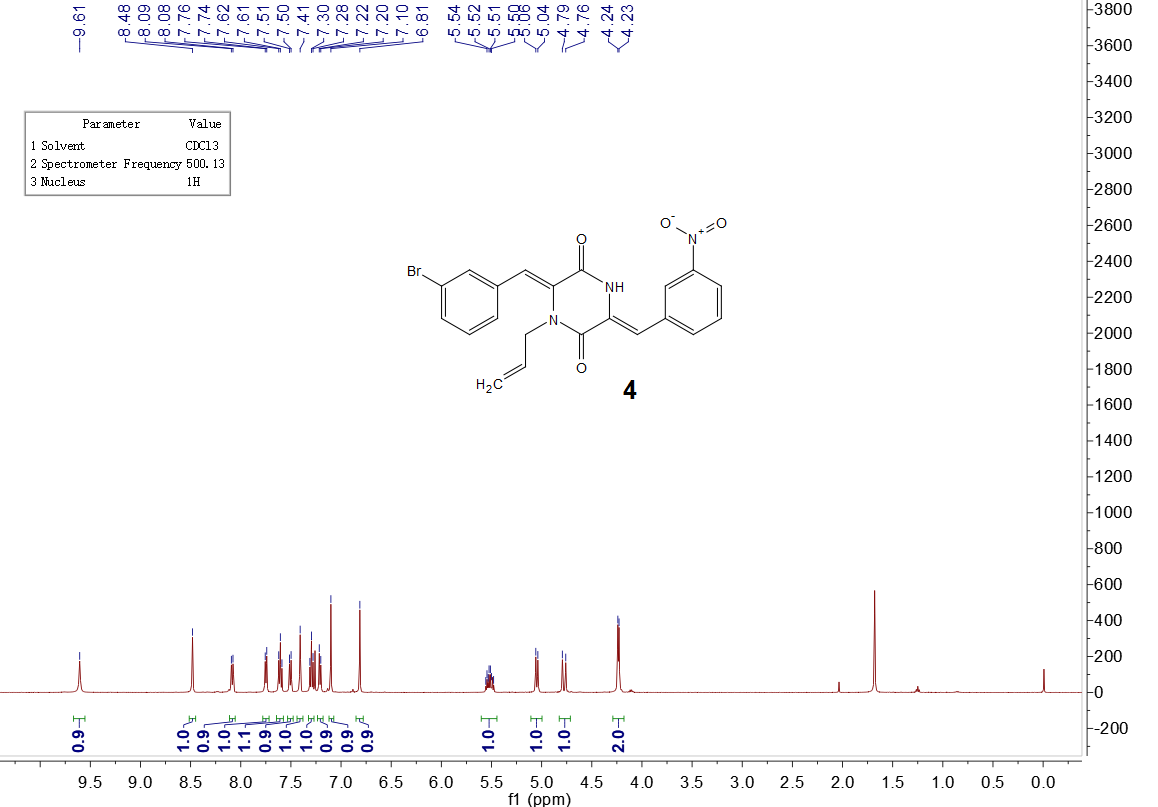 9.61 8.48 8.09 8.08 7.76 7.74 7.62 7.61 7.51 7.50 7.41 7.30 7.28 7.22 7.20 7.10 6.81 5.54 5.52 5.51 5.50 5.06 5.04 4.79 4.76 4.24 4.23
Parameter Value
1 Solvent CDCl3
2 Spectrometer Frequency 500.13
3 Nucleus 1H
O- N+ O
O
Br
NH
N
O
H2C
4
3800
3600
3400
3200
3000
2800
2600
2400
2200
2000
1800
1600
1400
1200
1000
800
600
400
200
0
-200
0.9 1.0 0.9 1.0 1.1 0.9 1.0 1.0 0.9 0.9 0.9 1.0 1.0 1.0 2.0
9.5 9.0 8.5 8.0 7.5 7.0 6.5 6.0 5.5 5.0 4.5 4.0 3.5 3.0 2.5 2.0 1.5 1.0 0.5 0.0
f1 (ppm)